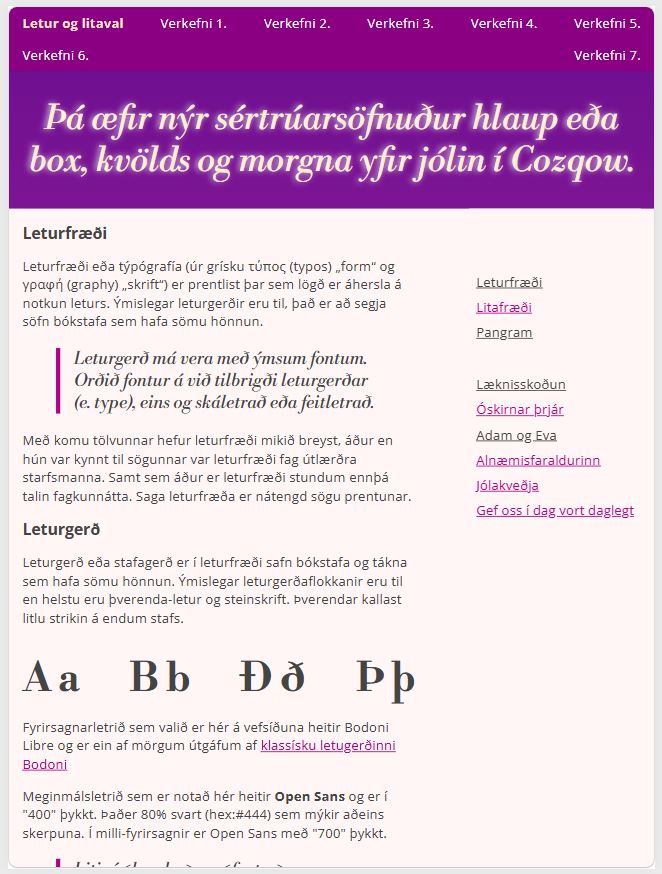 Letur og litaval Verkefni 1. Verkefni 2. Verkefni 3. Verkefni 4. Verkefni 5.
Verkefni 6. Verkefni 7.
Þá æfir nýr sértrúarsöfnuður hlaup eða
box, kvölds og morgna yfir jólin í Cozqow.
Leturfræði
Leturfræði eða týpógrafía (úr grísku τύπος (typos) „form“ og
γραφή (graphy) „skrift“) er prentlist þar sem lögð er áhersla á
notkun leturs. Ýmislegar leturgerðir eru til, það er að segja
söfn bókstafa sem hafa sömu hönnun.
Leturgerð má vera með ýmsum fontum.
Orðið fontur á við tilbrigði leturgerðar
(e. type), eins og skáletrað eða feitletrað.
Með komu tölvunnar hefur leturfræði mikið breyst, áður en
hún var kynnt til sögunnar var leturfræði fag útlærðra
starfsmanna. Samt sem áður er leturfræði stundum ennþá
talin fagkunnátta. Saga leturfræða er nátengd sögu prentunar.
Leturgerð
Leturgerð eða stafagerð er í leturfræði safn bókstafa og tákna
sem hafa sömu hönnun. Ýmislegar leturgerðaflokkanir eru til
en helstu eru þverenda-letur og steinskrift. Þverendar kallast
litlu strikin á endum stafs.
A a B b Ð ð Þ þ
Fyrirsagnarletrið sem valið er hér á vefsíðuna heitir Bodoni
Libre og er ein af mörgum útgáfum af klassísku letugerðinni
Bodoni
Meginmálsletrið sem er notað hér heitir Open Sans og er í
"400" þykkt. Þaðer 80% svart (hex:#444) sem mýkir aðeins
skerpuna. Í milli-fyrirsagnir er Open Sans með "700" þykkt.
Leturfræði
Litafræði
Pangram
Læknisskoðun
Óskirnar þrjár
Adam og Eva
Alnæmisfaraldurinn
Jólakveðja
Gef oss í dag vort daglegt